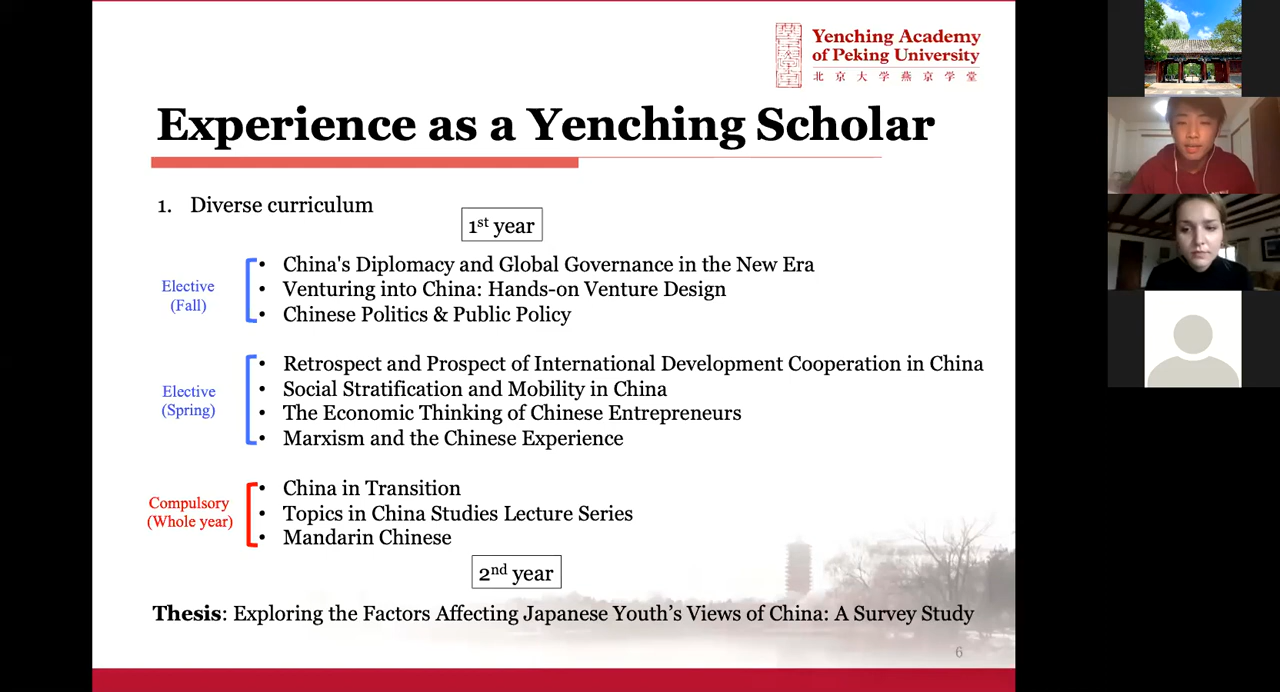 Yenching Academy
of Peking University
北京大学燕京学堂
Experience as a Yenching Scholar
1. Diverse curriculum
1st year
Elective
(Fall)
• China's Diplomacy and Global Governance in the New Era
• Venturing into China: Hands-on Venture Design
• Chinese Politics & Public Policy
Elective
(Spring)
• Retrospect and Prospect of International Development Cooperation in China
• Social Stratification and Mobility in China
• The Economic Thinking of Chinese Entrepreneurs
• Marxism and the Chinese Experience
Compulsory
(Whole year)
• China in Transition
• Topics in China Studies Lecture Series
• Mandarin Chinese
2nd year
Thesis: Exploring the Factors Affecting Japanese Youth’s Views of China: A Survey Study
6